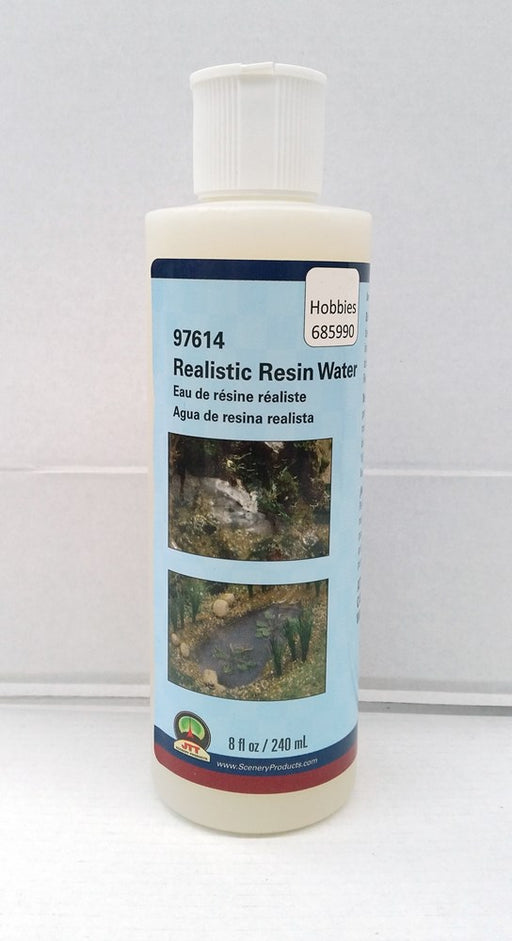 Hobbies
685990
97614
Realistic Resin Water
Eau de résine réaliste
Agua de resina realista
JTT
8 fl oz / 240 mL
www.SceneryProducts.com